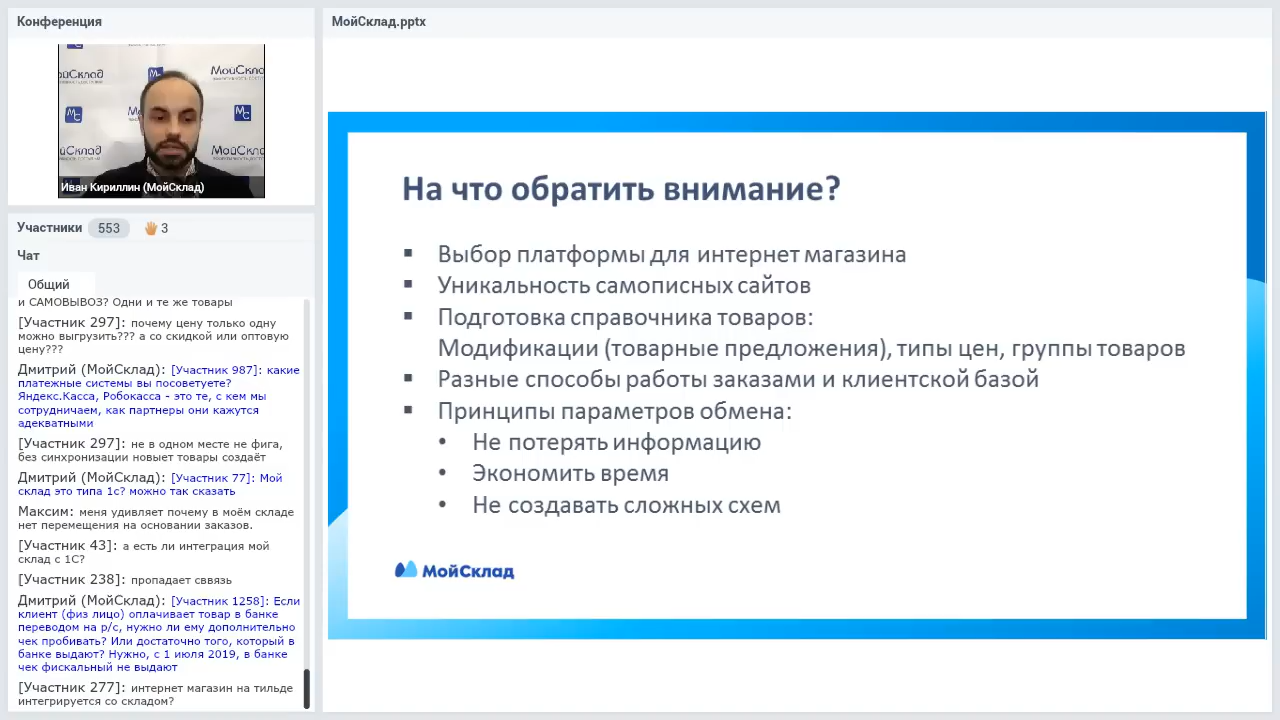 Конференция
МойСклад
МойСклад
МС
МС
МС
МойСклад
МойСклад
Иван Кириллин (МойСклад)
Участники 553 3
Чат
Общий
и САМОВЫВОЗ? Одни и те же товары
[Участник 297]: почему цену только одну
можно выгрузить??? а со скидкой или оптовую
цену???
Дмитрий (МойСклад): [Участник 987]: какие
платежные системы вы посоветуете?
Яндекс.Касса, Робокасса - это те, с кем мы
сотрудничаем, как партнеры они кажутся
адекватными
[Участник 297]: не в одном месте не фига,
без синхронизации новыет товары создаёт
Дмитрий (МойСклад): [Участник 77]: Мой
склад это типа 1с? можно так сказать
Максим: меня удивляет почему в моём складе
нет перемещения на основании заказов.
[Участник 43]: а есть ли интеграция мой
склад с 1С?
[Участник 238]: пропадает сввязь
Дмитрий (МойСклад): [Участник 1258]: Если
клиент (физ лицо) оплачивает товар в банке
переводом на р/с, нужно ли ему дополнительно
чек пробивать? Или достаточно того, который в
банке выдают? Нужно, с 1 июля 2019, в банке
чек фискальный не выдают
[Участник 277]: интернет магазин на тильде
интегрируется со складом?
МойСклад.pptx
На что обратить внимание?
▪ Выбор платформы для интернет магазина
▪ Уникальность самописных сайтов
▪ Подготовка справочника товаров:
Модификации (товарные предложения), типы цен, группы товаров
▪ Разные способы работы заказами и клиентской базой
▪ Принципы параметров обмена:
• Не потерять информацию
• Экономить время
• Не создавать сложных схем
МойСклад